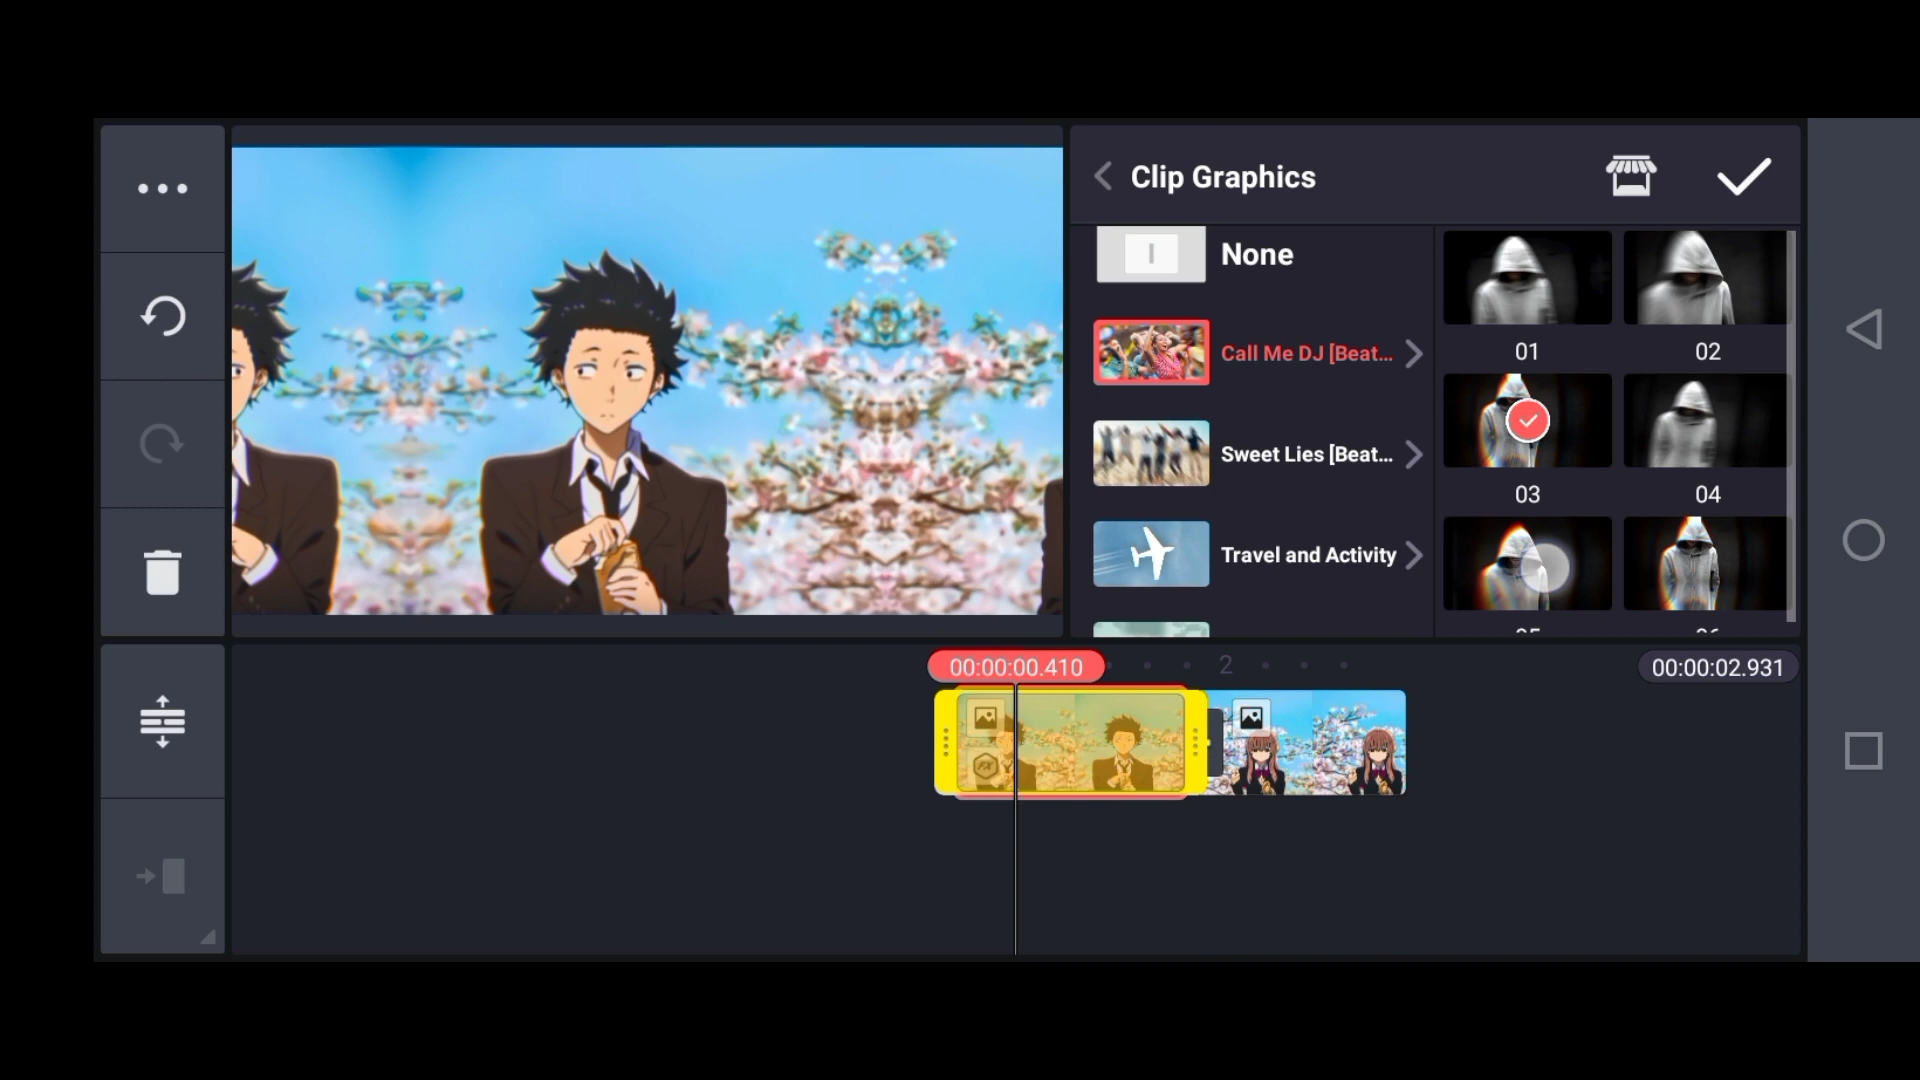 Clip Graphics
None
Call Me DJ [Beat...
Sweet Lies [Beat...
Travel and Activity
01
02
03
04
00:00:00.410
2
00:00:02.931
FX